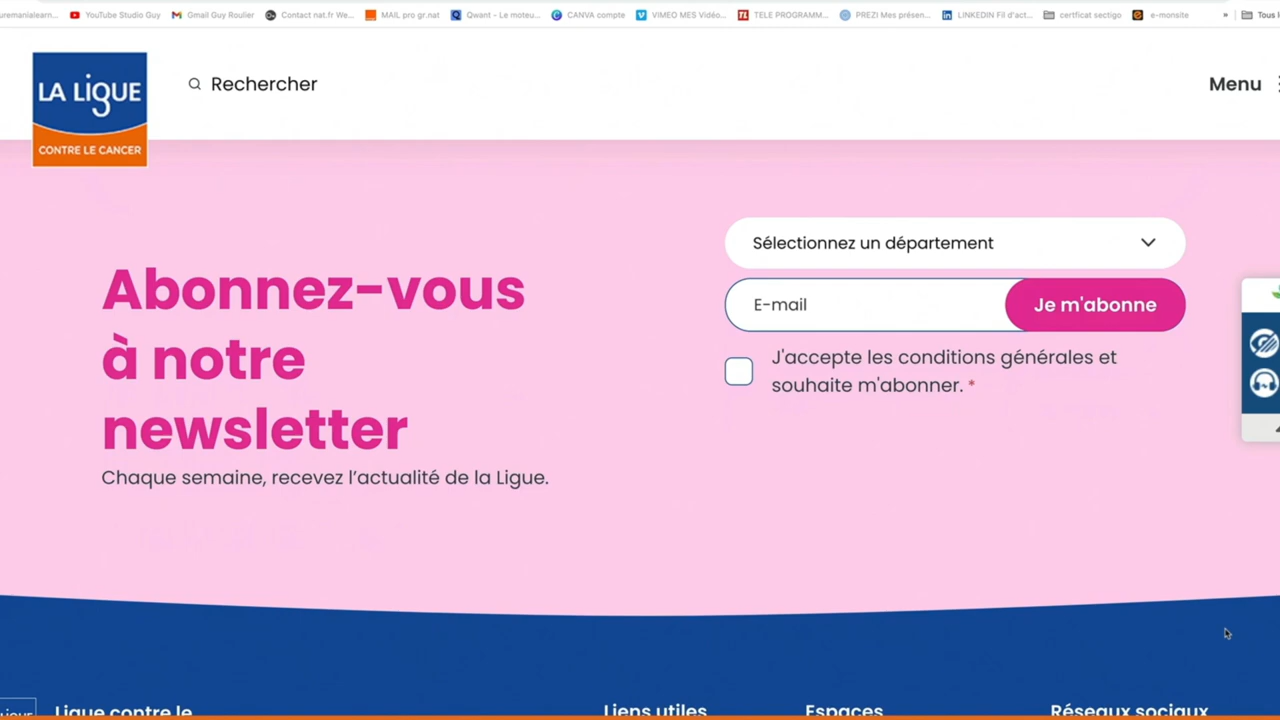 uremanialearn...
YouTube Studio Guy
Gmail Guy Roulier
Contact nat.fr We...
MAIL pro gr.nat
Qwant - Le moteu...
CANVA compte
VIMEO MES Vidéo...
TELE PROGRAMM...
PREZI Mes présen...
LINKEDIN Fil d'act...
certficat sectigo
e-monsite
»
Tous l
LA LIGUE
CONTRE LE CANCER
Rechercher
Menu
Sélectionnez un département
Abonnez-vous
à notre
newsletter
E-mail
Je m'abonne
J'accepte les conditions générales et
souhaite m'abonner. *
Chaque semaine, recevez l’actualité de la Ligue.
Ligue contre le
Liens utiles
Espaces
Réseaux sociaux